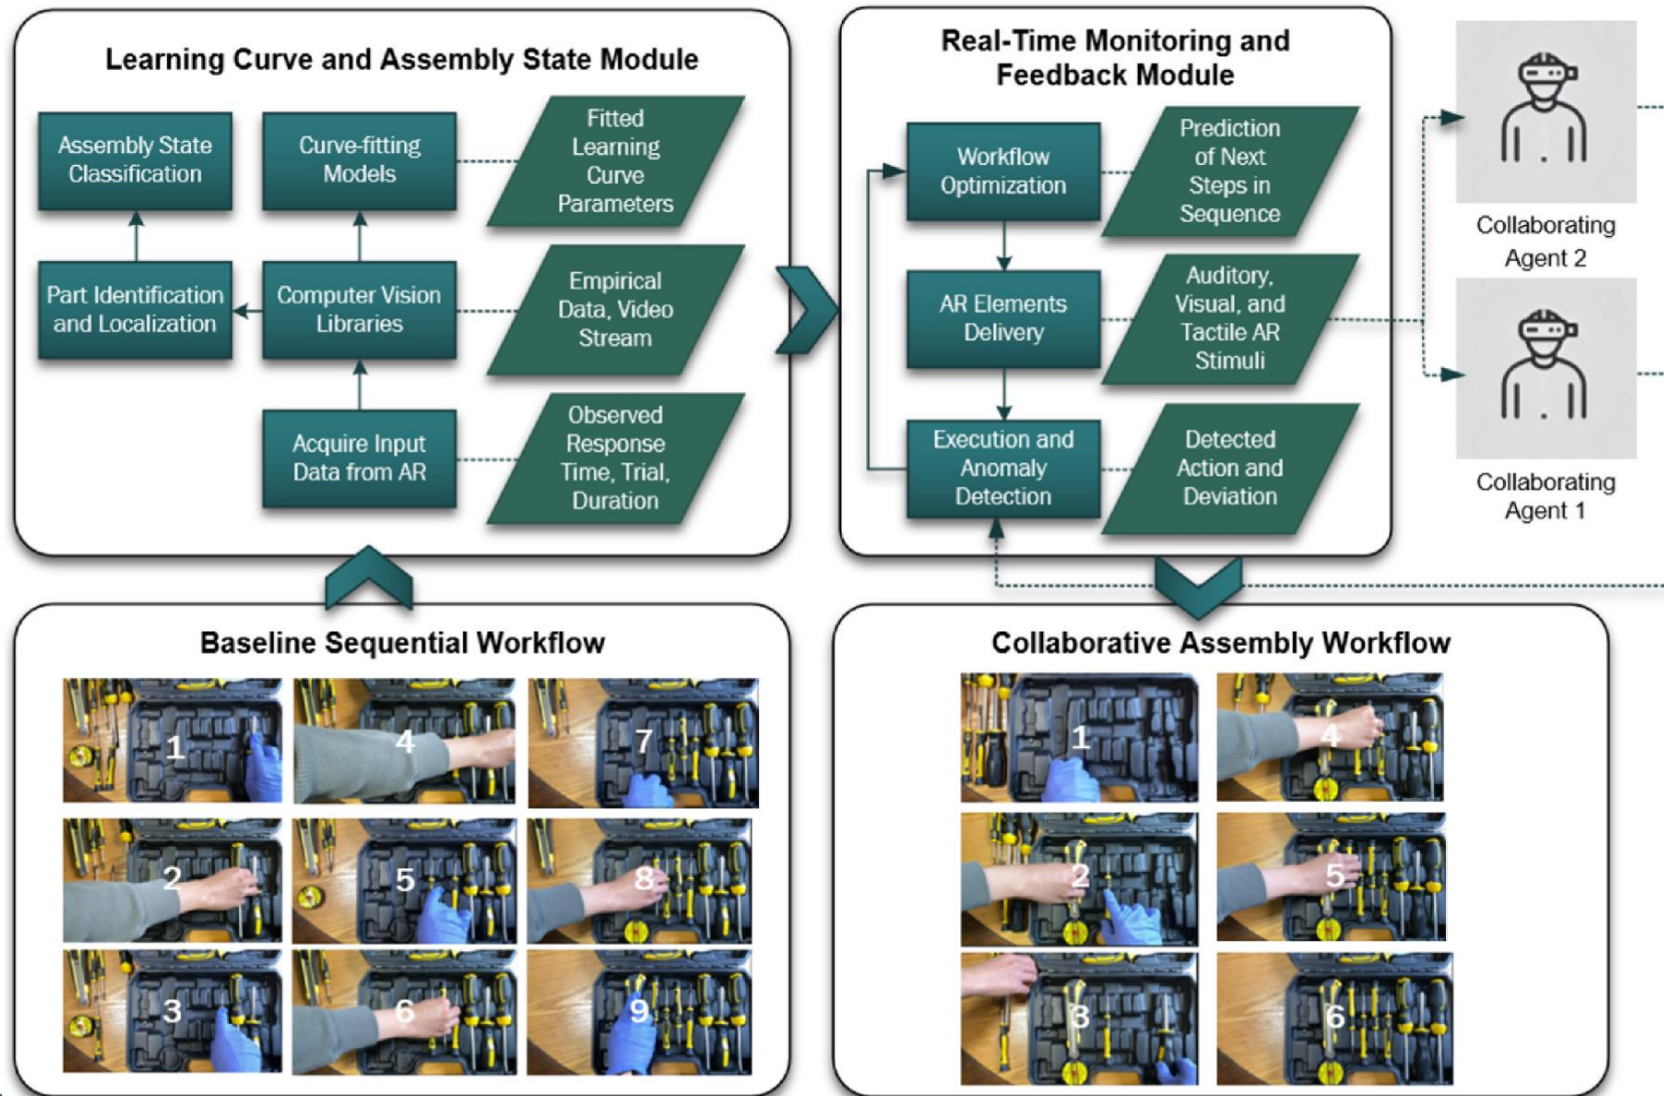 Learning Curve and Assembly State Module
Assembly State
Classification
Curve-fitting
Models
Fitted
Learning
Curve
Parameters
Part Identification
and Localization
Computer Vision
Libraries
Empirical
Data, Video
Stream
Acquire Input
Data from AR
Observed
Response
Time, Trial,
Duration
Real-Time Monitoring and
Feedback Module
Workflow
Optimization
Prediction
of Next
Steps in
Sequence
AR Elements
Delivery
Auditory,
Visual, and
Tactile AR
Stimuli
Execution and
Anomaly
Detection
Detected
Action and
Deviation
Collaborating
Agent 2
Collaborating
Agent 1
Baseline Sequential Workflow
1
4
7
2
5
8
3
6
9
Collaborative Assembly Workflow
1
4
2
5
3
6